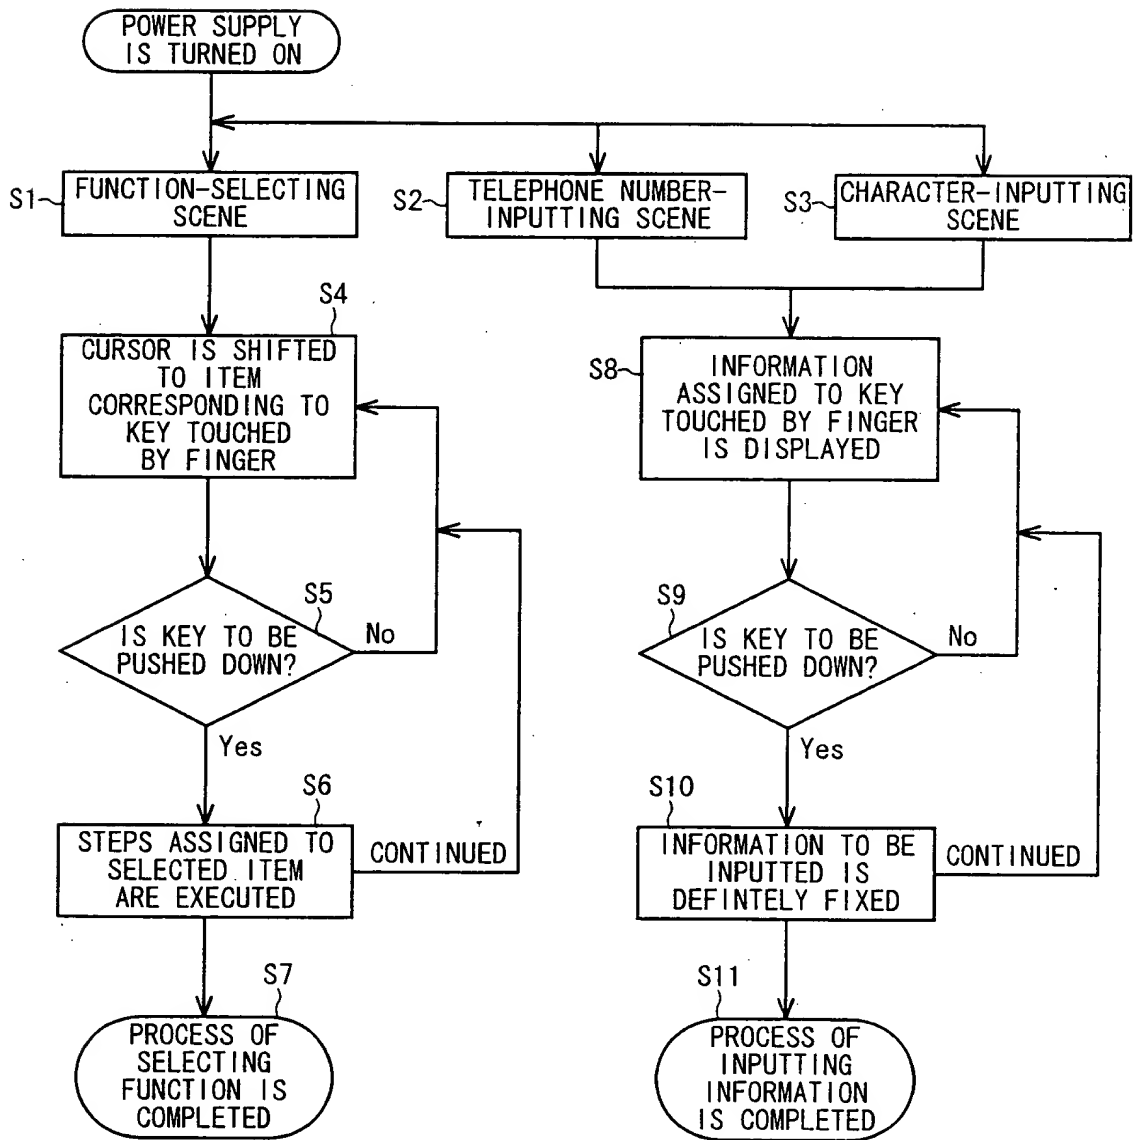 POWER SUPPLY
IS TURNED ON
S1
FUNCTION-SELECTING
SCENE
S2
TELEPHONE NUMBER-
INPUTTING SCENE
S3
CHARACTER-INPUTTING
SCENE
S4
CURSOR IS SHIFTED
TO ITEM
CORRESPONDING TO
KEY TOUCHED
BY FINGER
S5
IS KEY TO BE
PUSHED DOWN?
No
Yes
S6
STEPS ASSIGNED TO
SELECTED ITEM
ARE EXECUTED
CONTINUED
S7
PROCESS OF
SELECTING
FUNCTION IS
COMPLETED
S8
INFORMATION
ASSIGNED TO KEY
TOUCHED BY FINGER
IS DISPLAYED
S9
IS KEY TO BE
PUSHED DOWN?
No
Yes
S10
INFORMATION TO BE
INPUTTED IS
DEFINTELY FIXED
CONTINUED
S11
PROCESS OF
INPUTTING
INFORMATION
IS COMPLETED